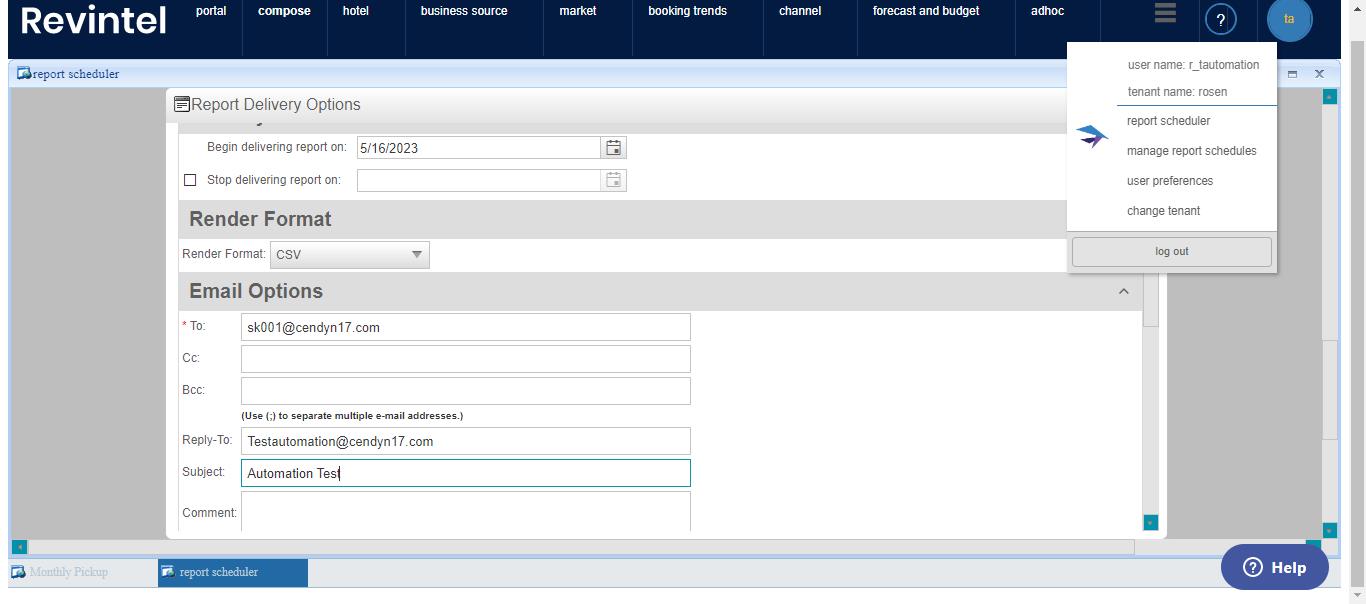 Revintel
portal
compose
hotel
business source
market
booking trends
channel
forecast and budget
adhoc
?
ta
report scheduler
user name: r_tautomation
tenant name: rosen
report scheduler
manage report schedules
user preferences
change tenant
log out
Report Delivery Options
Begin delivering report on: 5/16/2023
Stop delivering report on:
Render Format
Render Format: CSV
Email Options
* To: sk001@cendyn17.com
Cc:
Bcc:
(Use (;) to separate multiple e-mail addresses.)
Reply-To: Testautomation@cendyn17.com
Subject: Automation Test
Comment:
Monthly Pickup
report scheduler
? Help